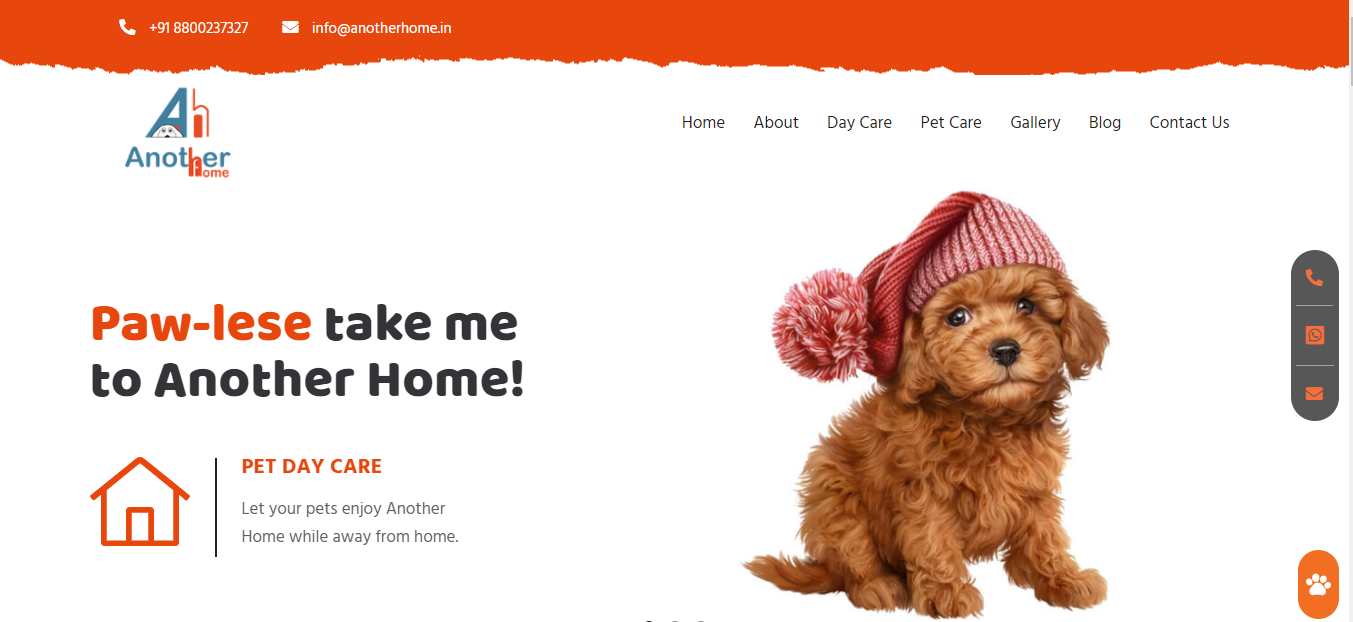 +91 8800237327 info@anotherhome.in
Ah
Another
Home
Home About Day Care Pet Care Gallery Blog Contact Us
Paw-lese take me
to Another Home!
PET DAY CARE
Let your pets enjoy Another
Home while away from home.